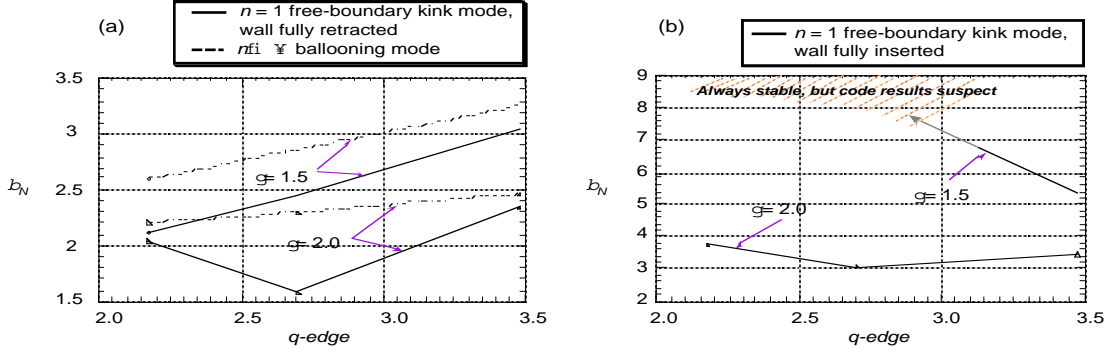 (a)
n = 1 free-boundary kink mode,
wall fully retracted
nfi ¥ ballooning mode
3.5
3
2.5
2
1.5
b_N
g= 1.5
g= 2.0
2.0
2.5
3.0
3.5
q-edge
(b)
n = 1 free-boundary kink mode,
wall fully inserted
9
8
7
6
5
4
3
2
b_N
Always stable, but code results suspect
g= 2.0
g= 1.5
2.0
2.5
3.0
3.5
q-edge